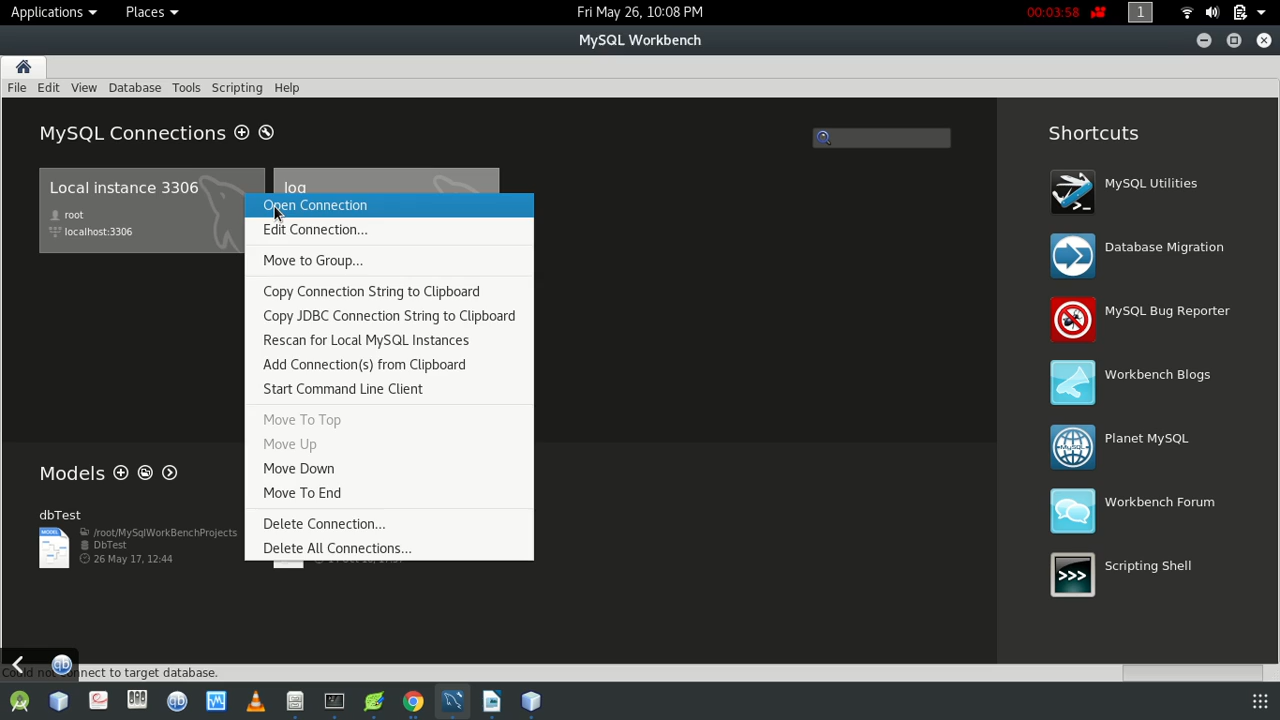 Applications Places Fri May 26, 10:08 PM 00:03:58 1
MySQL Workbench
File Edit View Database Tools Scripting Help
MySQL Connections
Shortcuts
Local instance 3306
root
localhost:3306
log
Open Connection
Edit Connection...
Move to Group...
Copy Connection String to Clipboard
Copy JDBC Connection String to Clipboard
Rescan for Local MySQL Instances
Add Connection(s) from Clipboard
Start Command Line Client
Move To Top
Move Up
Move Down
Move To End
Delete Connection...
Delete All Connections...
MySQL Utilities
Database Migration
MySQL Bug Reporter
Workbench Blogs
Planet MySQL
Workbench Forum
Scripting Shell
Models
dbTest
MODEL
/root/MySqlWorkBenchProjects
DbTest
26 May 17, 12:44
Could not connect to target database.